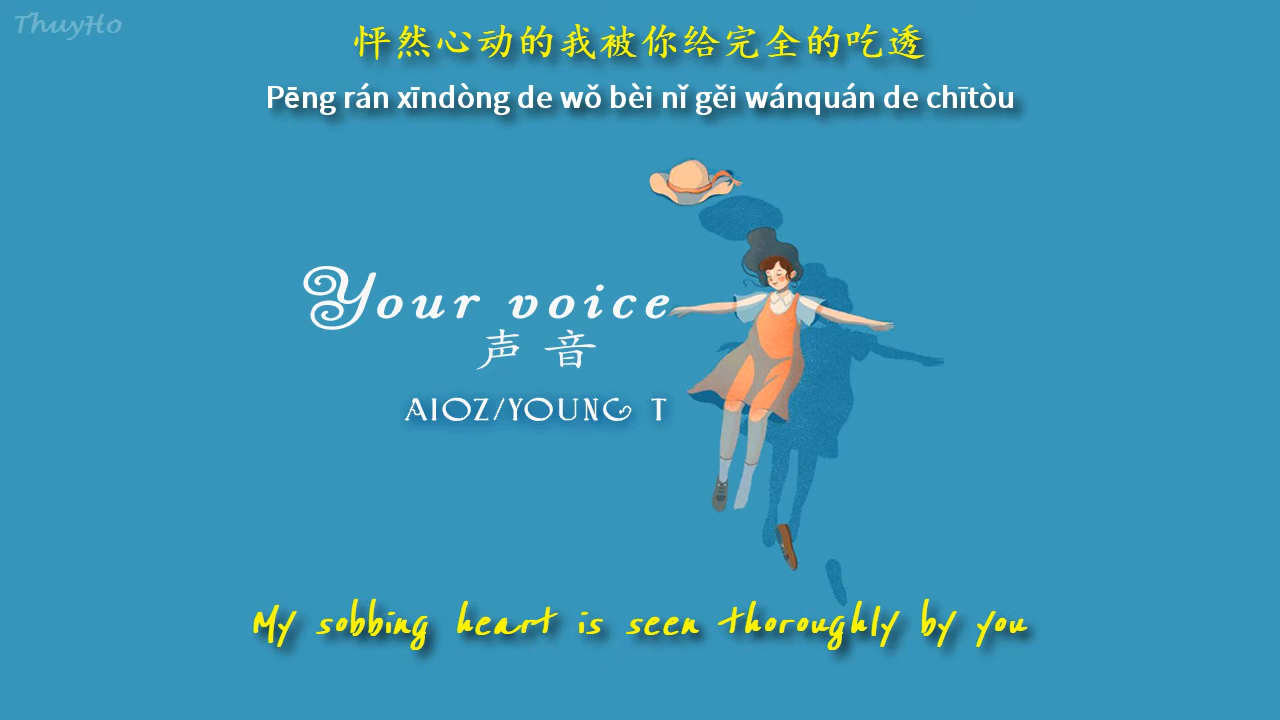 ThuyHo
怦然心动的我被你给完全的吃透
Pēng rán xīndòng de wǒ bèi nǐ gěi wánquán de chītòu
Your voice
声音
AIOZ/YOUNG T
My sobbing heart is seen thoroughly by you